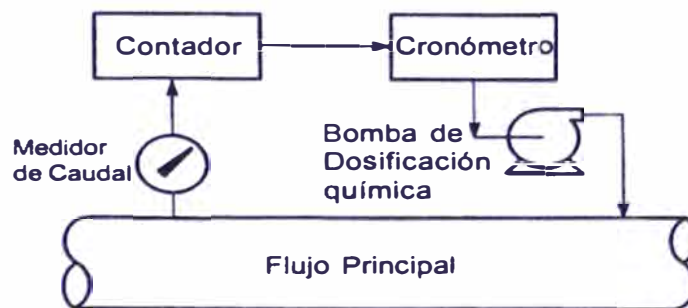 Contador
Cronómetro
Medidor
de Caudal
Bomba de
Dosificación
química
Flujo Principal